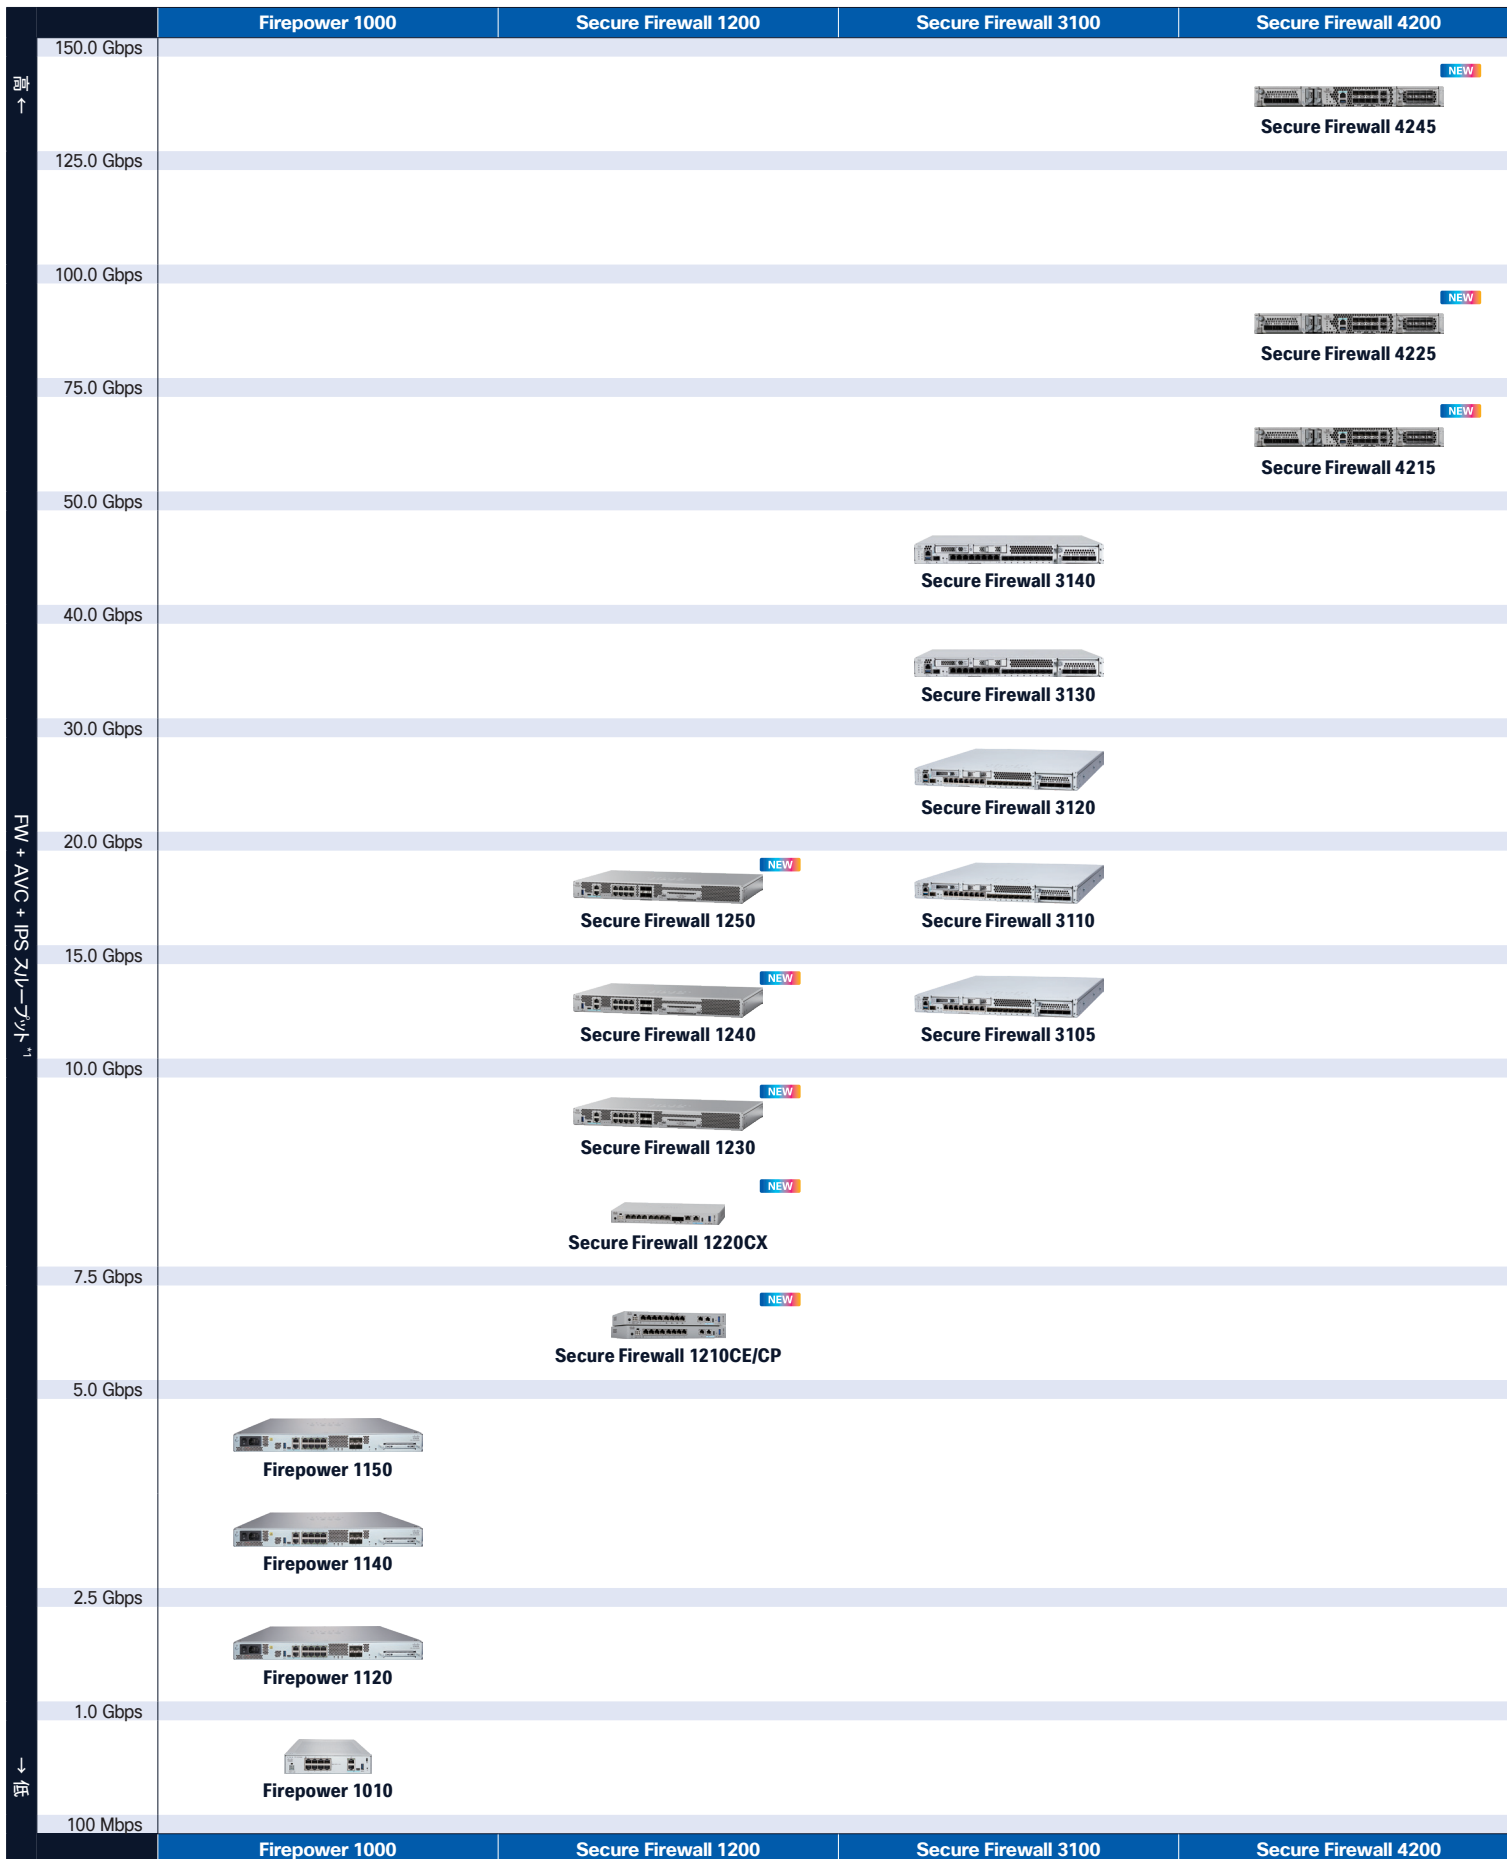 Firepower 1000 Secure Firewall 1200 Secure Firewall 3100 Secure Firewall 4200
150.0 Gbps
高 ←
NEW
Secure Firewall 4245
125.0 Gbps
100.0 Gbps
NEW
Secure Firewall 4225
75.0 Gbps
NEW
Secure Firewall 4215
50.0 Gbps
Secure Firewall 3140
40.0 Gbps
Secure Firewall 3130
30.0 Gbps
Secure Firewall 3120
FW + AVC + IPS スループット *1
20.0 Gbps
NEW
Secure Firewall 1250 Secure Firewall 3110
15.0 Gbps
NEW
Secure Firewall 1240 Secure Firewall 3105
10.0 Gbps
NEW
Secure Firewall 1230
NEW
Secure Firewall 1220CX
7.5 Gbps
NEW
Secure Firewall 1210CE/CP
5.0 Gbps
Firepower 1150
Firepower 1140
2.5 Gbps
Firepower 1120
1.0 Gbps
→ 低
Firepower 1010
100 Mbps
Firepower 1000 Secure Firewall 1200 Secure Firewall 3100 Secure Firewall 4200